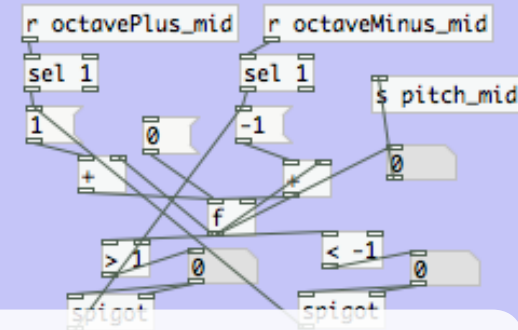 r octavePlus_mid
r octaveMinus_mid
sel 1
sel 1
s pitch_mid
1
0
-1
0
+
+
f
> 1
0
< -1
0
spigot
spigot